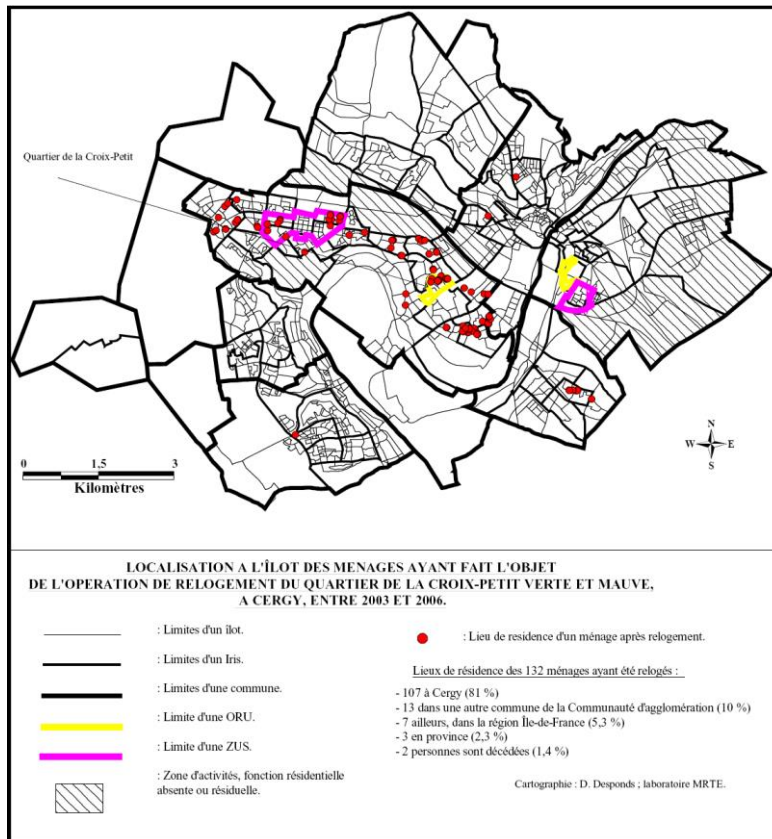 Quartier de la Croix-Petit
N
W E
S
0 1,5 3
Kilomètres
LOCALISATION A L'ÎLOT DES MENAGES AYANT FAIT L'OBJET
DE L'OPERATION DE RELOGEMENT DU QUARTIER DE LA CROIX-PETIT VERTE ET MAUVE,
A CERGY, ENTRE 2003 ET 2006.
: Limites d'un îlot.
: Limites d'un Iris.
: Limites d'une commune.
: Limite d'une ORU.
: Limite d'une ZUS.
: Zone d'activités, fonction résidentielle
absente ou résiduelle.
: Lieu de residence d'un ménage après relogement.
Lieux de résidence des 132 ménages ayant été relogés :
- 107 à Cergy (81 %)
- 13 dans une autre commune de la Communauté d'agglomération (10 %)
- 7 ailleurs, dans la région Île-de-France (5,3 %)
- 3 en province (2,3 %)
- 2 personnes sont décédées (1,4 %)
Cartographie : D. Desponds ; laboratoire MRTE.